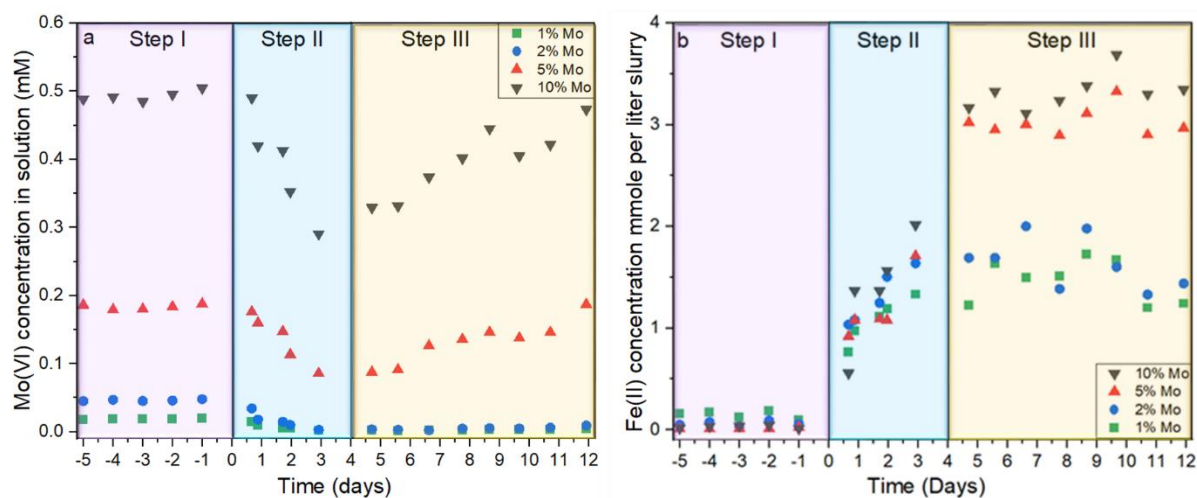 a
Step I
Step II
Step III
1% Mo
2% Mo
5% Mo
10% Mo
Mo(VI) concentration in solution (mM)
0.6
0.5
0.4
0.3
0.2
0.1
0.0
-5 -4 -3 -2 -1 0 1 2 3 4 5 6 7 8 9 10 11 12
Time (days)
b
Step I
Step II
Step III
Fe(II) concentration mmole per liter slurry
4
3
2
1
0
10% Mo
5% Mo
2% Mo
1% Mo
-5 -4 -3 -2 -1 0 1 2 3 4 5 6 7 8 9 10 11 12
Time (Days)